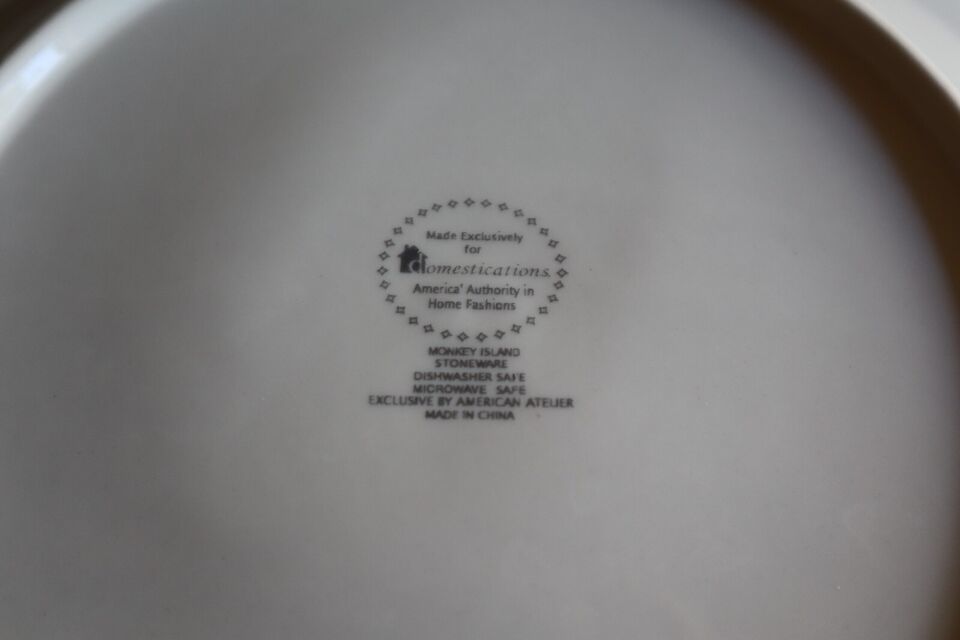 Made Exclusively
for
domestications.
America' Authority in
Home Fashions
MONKEY ISLAND
STONEWARE
DISHWASHER SAFE
MICROWAVE SAFE
EXCLUSIVE BY AMERICAN ATELIER
MADE IN CHINA